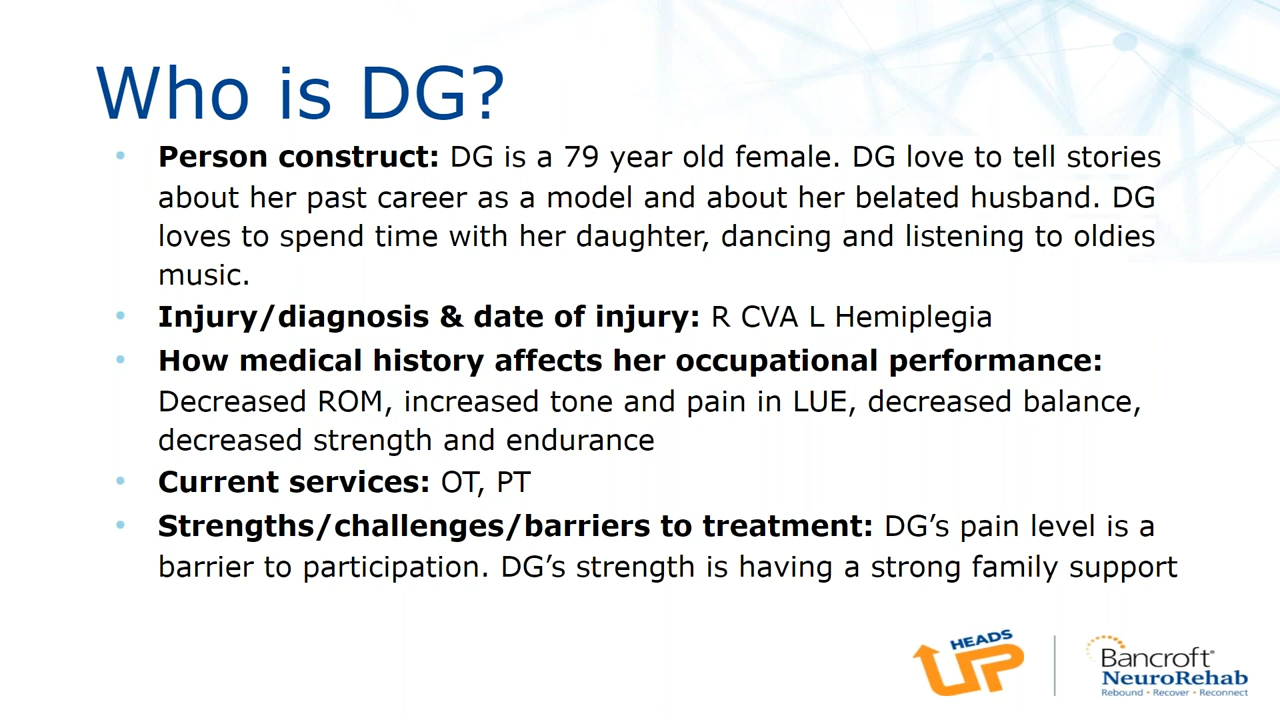 Who is DG?
• Person construct: DG is a 79 year old female. DG love to tell stories
about her past career as a model and about her belated husband. DG
loves to spend time with her daughter, dancing and listening to oldies
music.
• Injury/diagnosis & date of injury: R CVA L Hemiplegia
• How medical history affects her occupational performance:
Decreased ROM, increased tone and pain in LUE, decreased balance,
decreased strength and endurance
• Current services: OT, PT
• Strengths/challenges/barriers to treatment: DG’s pain level is a
barrier to participation. DG’s strength is having a strong family support
HEADS
UP
Bancroft®
NeuroRehab
Rebound • Recover • Reconnect